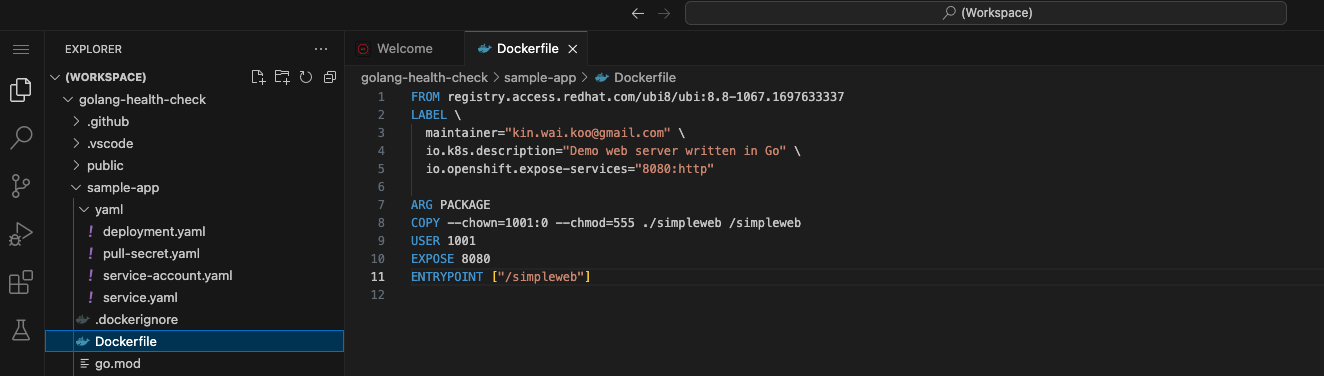 (Workspace)
EXPLORER
Welcome
Dockerfile
(WORKSPACE)
golang-health-check
.github
.vscode
public
sample-app
yaml
! deployment.yaml
! pull-secret.yaml
! service-account.yaml
! service.yaml
.dockerignore
Dockerfile
go.mod
golang-health-check > sample-app > Dockerfile
1 FROM registry.access.redhat.com/ubi8/ubi:8.8-1067.1697633337
2 LABEL \
3 maintainer="kin.wai.koo@gmail.com" \
4 io.k8s.description="Demo web server written in Go" \
5 io.openshift.expose-services="8080:http"
6
7 ARG PACKAGE
8 COPY --chown=1001:0 --chmod=555 ./simpleweb /simpleweb
9 USER 1001
10 EXPOSE 8080
11 ENTRYPOINT ["/simpleweb"]
12